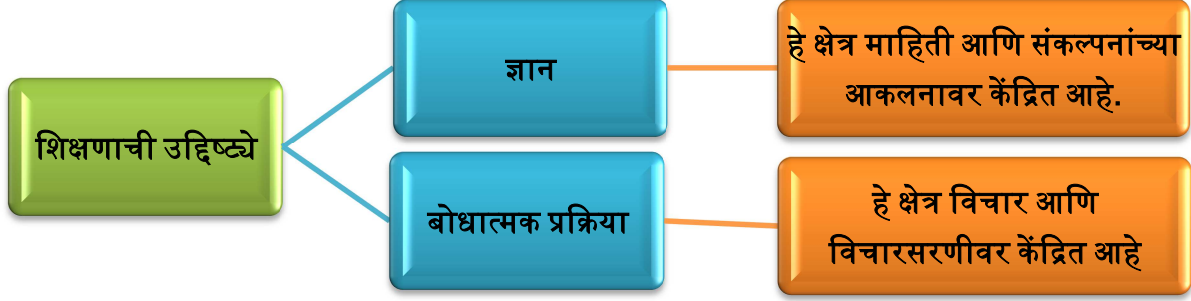 शिक्षणाची उद्दिष्ट्ये
ज्ञान
हे क्षेत्र माहिती आणि संकल्पनांच्या
आकलनावर केंद्रित आहे.
बोधात्मक प्रक्रिया
हे क्षेत्र विचार आणि
विचारसरणीवर केंद्रित आहे